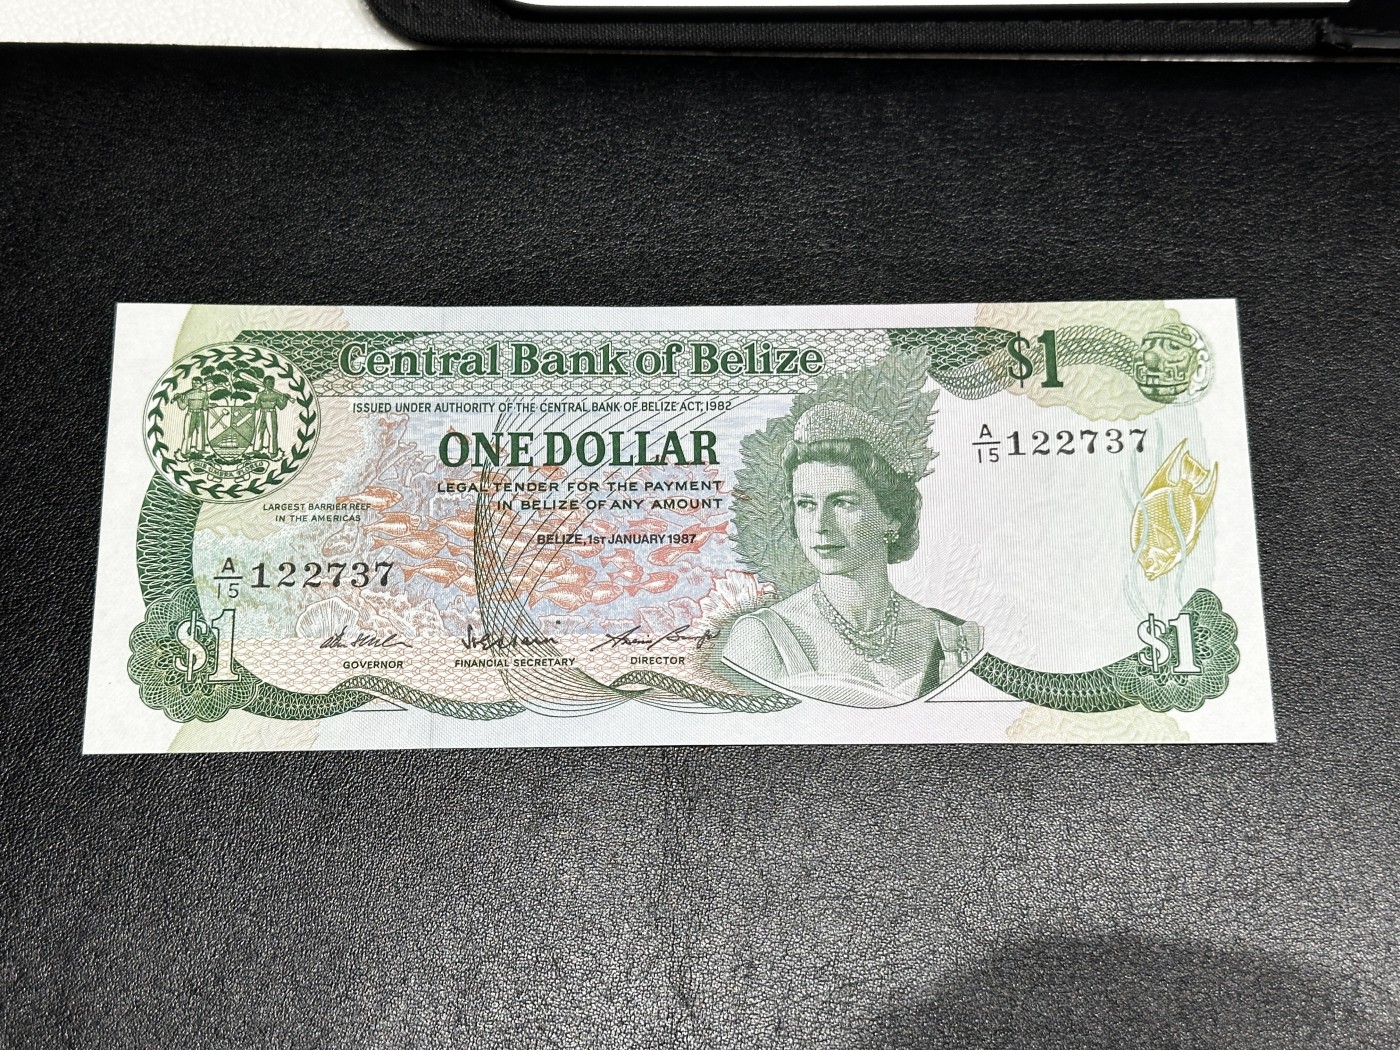 Central Bank of Belize
$1
ISSUED UNDER AUTHORITY OF THE CENTRAL BANK OF BELIZE ACT, 1982
ONE DOLLAR
A/15 122737
LEGAL TENDER FOR THE PAYMENT
IN BELIZE OF ANY AMOUNT
LARGEST BARRIER REEF
IN THE AMERICAS
BELIZE, 1ST JANUARY 1987
A/15 122737
$1
GOVERNOR
FINANCIAL SECRETARY
DIRECTOR
$1